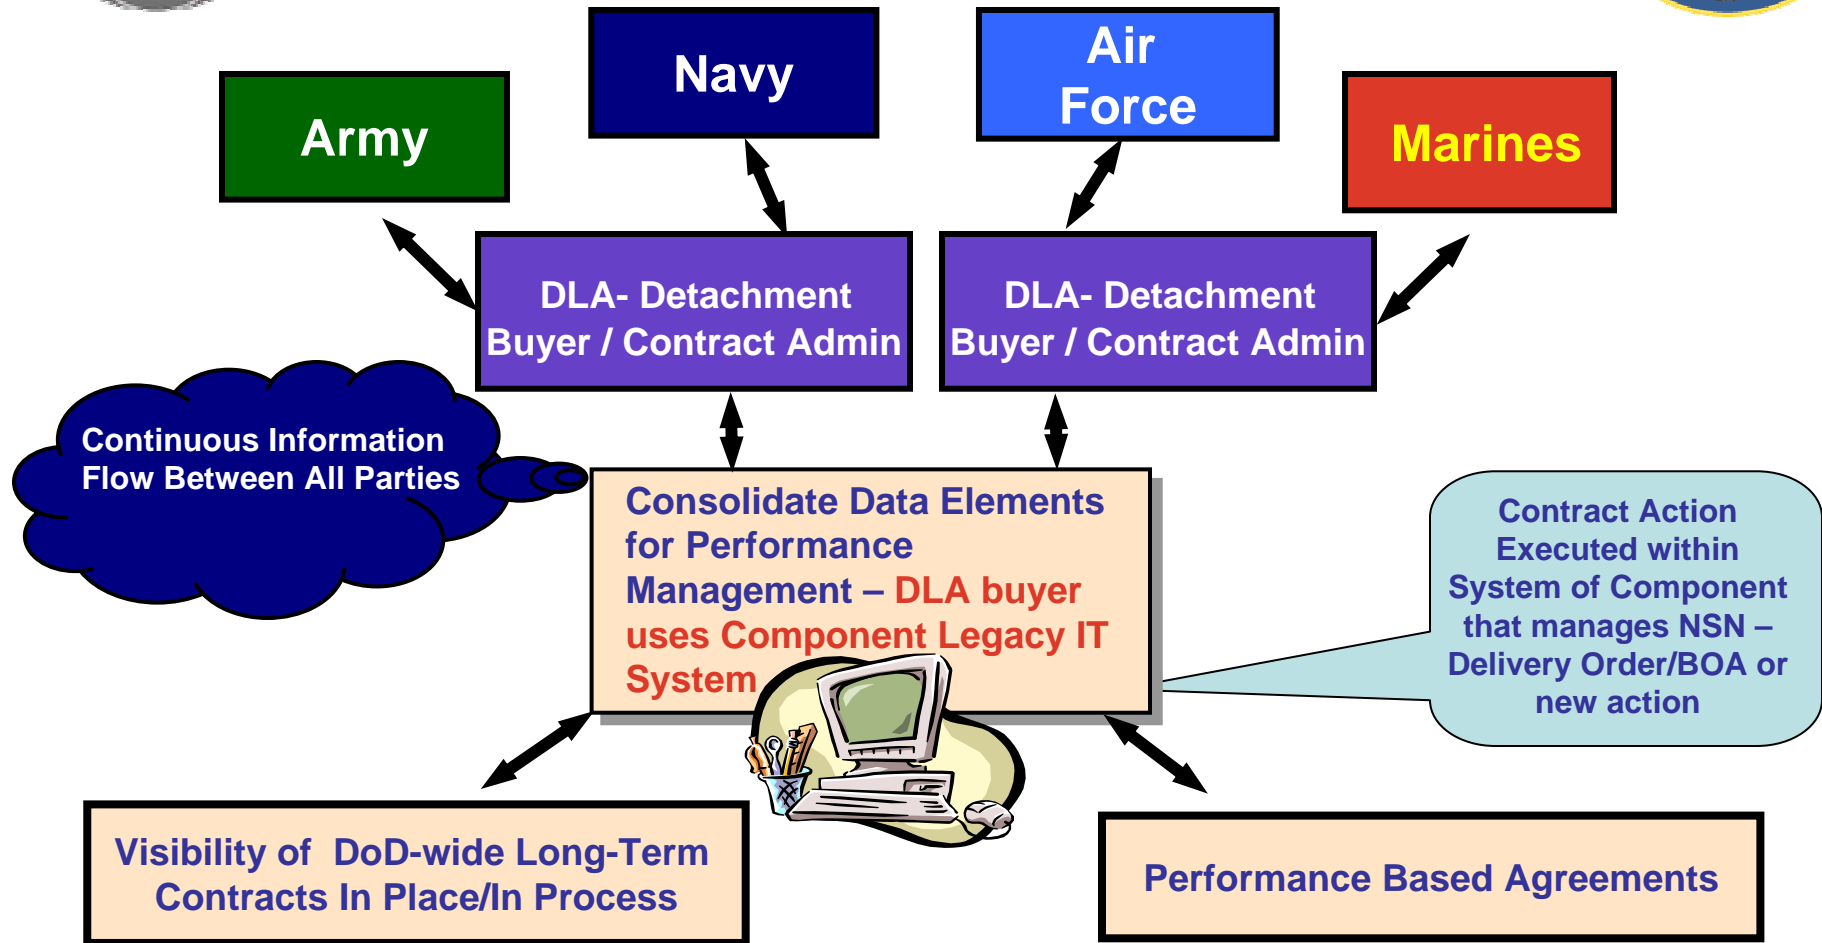 Navy
Air
Force
Army
Marines
DLA- Detachment
Buyer / Contract Admin
DLA- Detachment
Buyer / Contract Admin
Continuous Information
Flow Between All Parties
Consolidate Data Elements
for Performance
Management – DLA buyer
uses Component Legacy IT
System
Contract Action
Executed within
System of Component
that manages NSN –
Delivery Order/BOA or
new action
Visibility of DoD-wide Long-Term
Contracts In Place/In Process
Performance Based Agreements